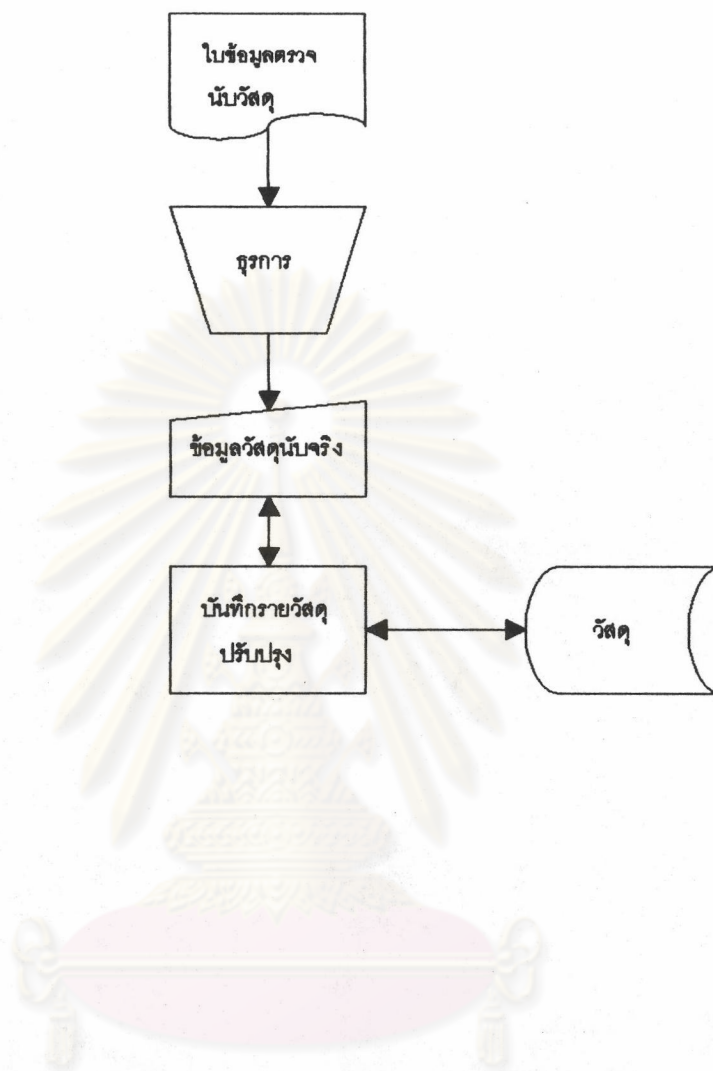 ใบข้อมูลตรวจ
นับวัสดุ
ธุรการ
ข้อมูลวัสดุนับจริง
บันทึกรายวัสดุ
ปรับปรุง
วัสดุ